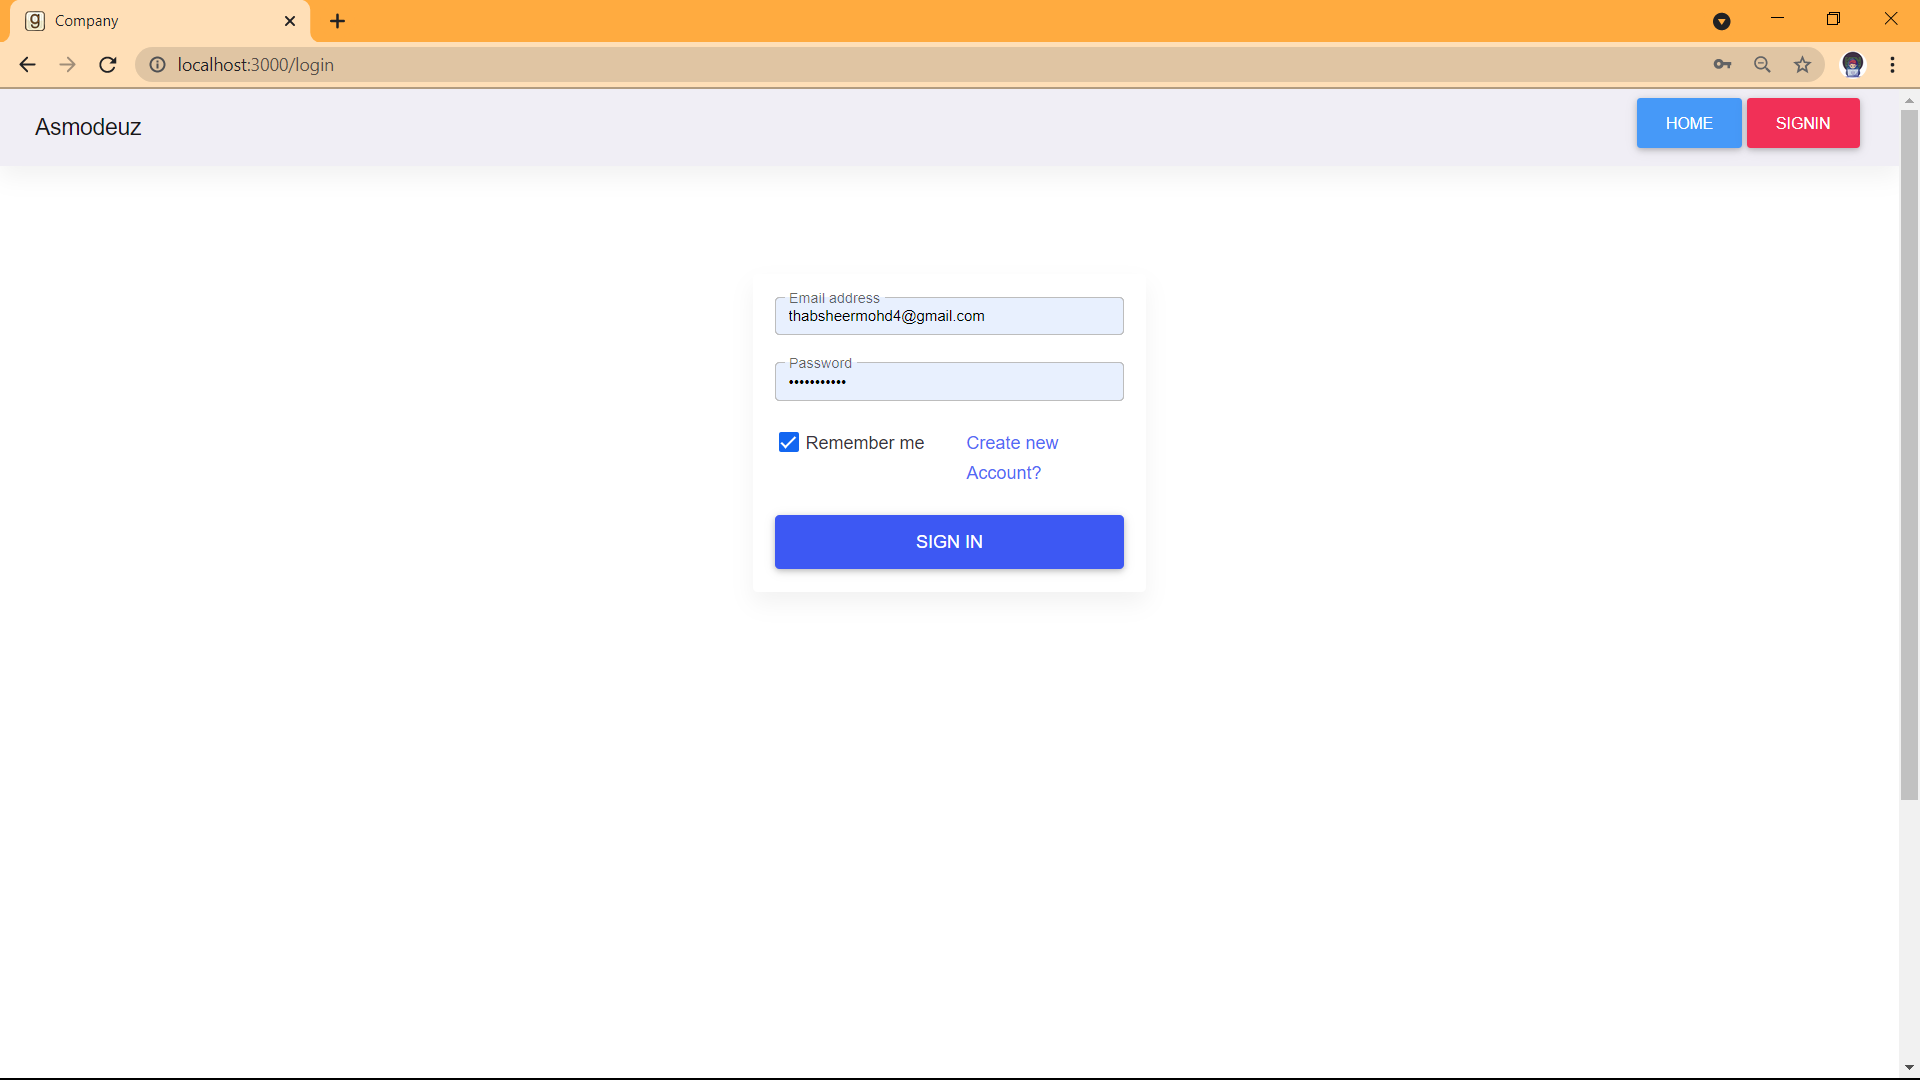 Company
localhost:3000/login
Asmodeuz
HOME
SIGNIN
Email address
thabsheermohd4@gmail.com
Password
•••••••••••
Remember me
Create new
Account?
SIGN IN